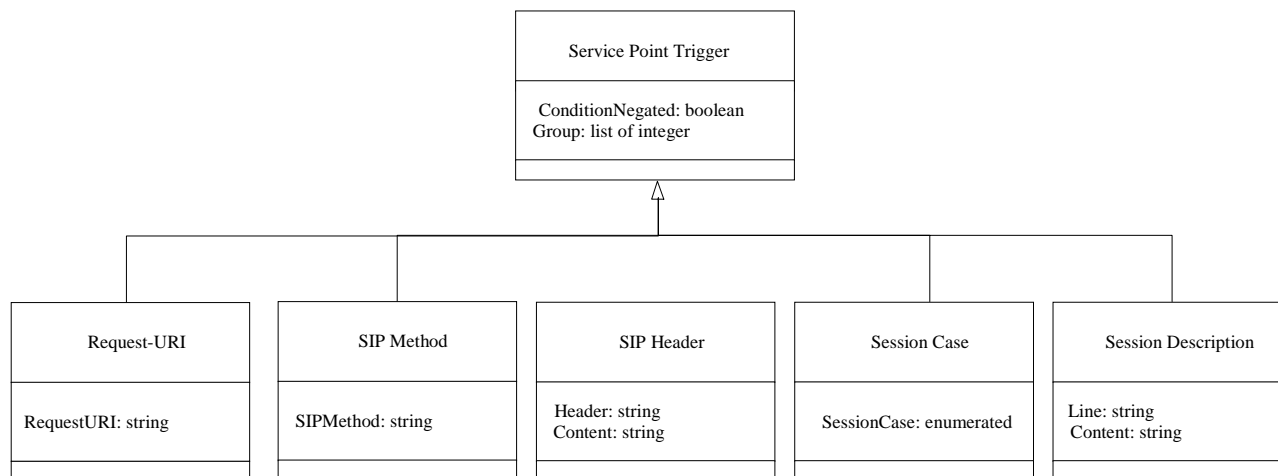 Service Point Trigger
ConditionNegated: boolean
Group: list of integer
Request-URI
SIP Method
SIP Header
Session Case
Session Description
RequestURI: string
SIPMethod: string
Header: string
Content: string
SessionCase: enumerated
Line: string
Content: string